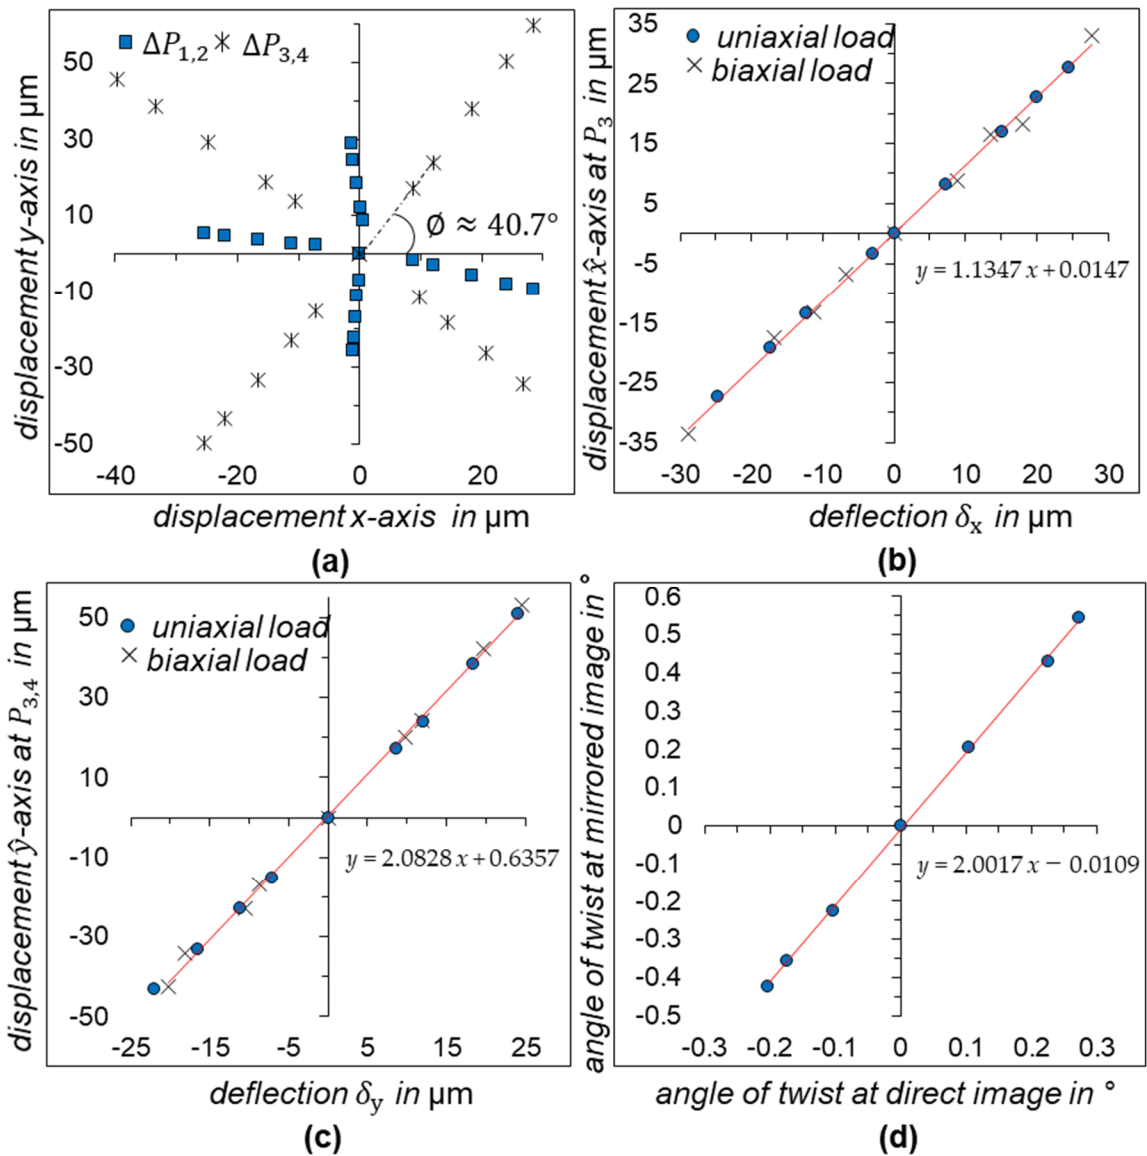 ΔP1,2 ΔP3,4
displacement y-axis in µm
50
30
10
-10
-30
-50
∅ ≈ 40.7°
-40 -20 0 20
displacement x-axis in µm
(a)
uniaxial load
biaxial load
displacement x̂-axis at P3 in µm
35
25
15
5
-5
-15
-25
-35
y = 1.1347 x + 0.0147
-30 -20 -10 0 10 20 30
deflection δx in µm
(b)
uniaxial load
biaxial load
displacement ŷ-axis at P3,4 in µm
50
30
10
-10
-30
-50
y = 2.0828 x + 0.6357
-25 -15 -5 5 15 25
deflection δy in µm
(c)
angle of twist at mirrored image in °
0.6
0.5
0.4
0.3
0.2
0.1
0
-0.1
-0.2
-0.3
-0.4
-0.5
y = 2.0017 x − 0.0109
-0.3 -0.2 -0.1 0 0.1 0.2 0.3
angle of twist at direct image in °
(d)